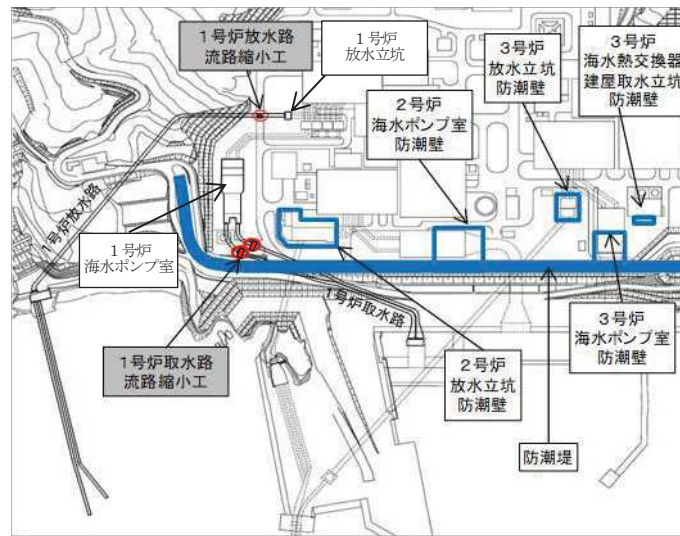 1号炉放水路
流路縮小工
1号炉
放水立坑
3号炉
放水立坑
防潮壁
3号炉
海水熱交換器
建屋取水立坑
防潮壁
2号炉
海水ポンプ室
防潮壁
1号炉放水路
1号炉
海水ポンプ室
1号炉取水路
1号炉取水路
流路縮小工
2号炉
放水立坑
防潮壁
3号炉
海水ポンプ室
防潮壁
防潮堤